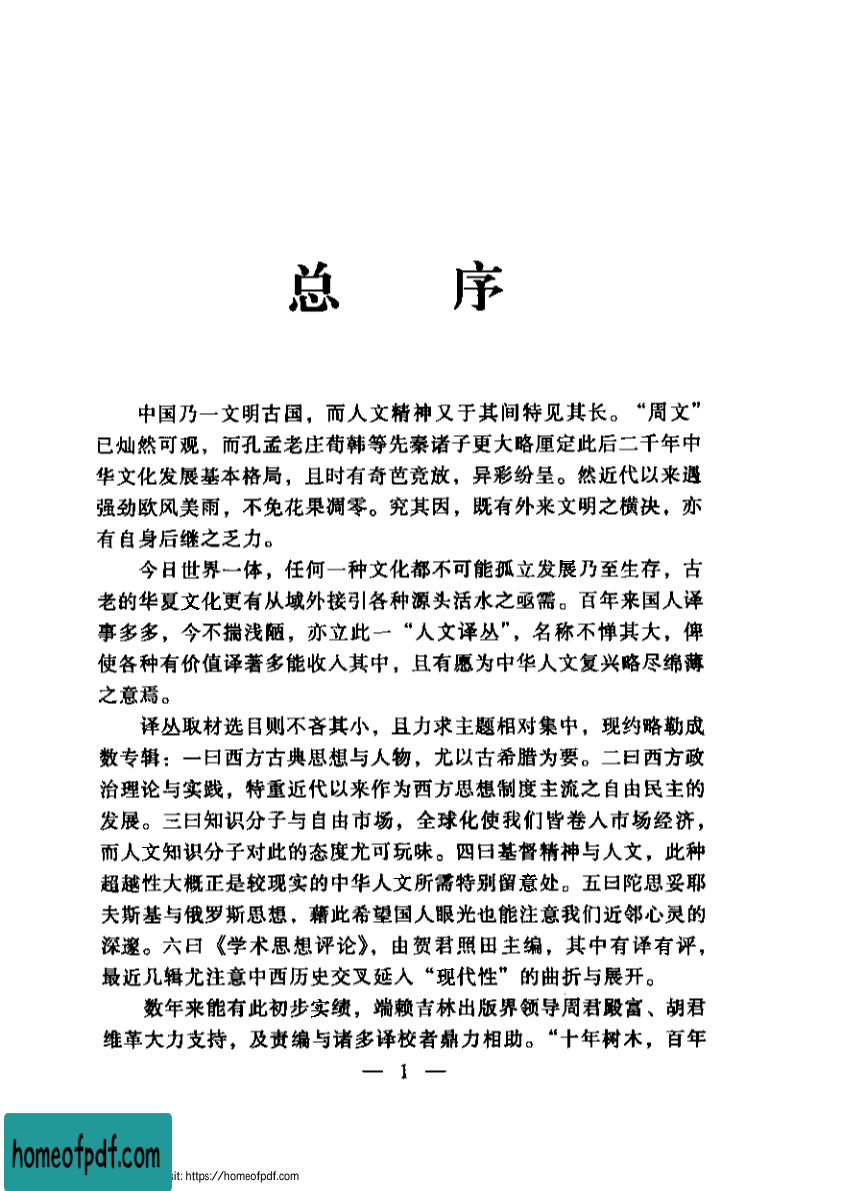 总 序
中国乃一文明古国，而人文精神又于其间特见其长。“周文”
已灿然可观，而孔孟老庄荀韩等先秦诸子更大略厘定此后二千年中
华文化发展基本格局，且时有奇芭竞放，异彩纷呈。然近代以来遇
强劲欧风美雨，不免花果凋零。究其因，既有外来文明之横决，亦
有自身后继之乏力。
今日世界一体，任何一种文化都不可能孤立发展乃至生存，古
老的华夏文化更有从域外接引各种源头活水之亟需。百年来国人译
事多多，今不揣浅陋，亦立此一“人文译丛”，名称不惮其大，俾
使各种有价值译著多能收入其中，且有愿为中华人文复兴略尽绵薄
之意焉。
译丛取材选目则不吝其小，且力求主题相对集中，现约略勒成
数专辑：一曰西方古典思想与人物，尤以古希腊为要。二曰西方政
治理论与实践，特重近代以来作为西方思想制度主流之自由民主的
发展。三曰知识分子与自由市场，全球化使我们皆卷入市场经济，
而人文知识分子对此的态度尤可玩味。四曰基督精神与人文，此种
超越性大概正是较现实的中华人文所需特别留意处。五曰陀思妥耶
夫斯基与俄罗斯思想，藉此希望国人眼光也能注意我们近邻心灵的
深邃。六曰《学术思想评论》，由贺君照田主编，其中有译有评，
最近几辑尤注意中西历史交叉延入“现代性”的曲折与展开。
数年来能有此初步实绩，端赖吉林出版界领导周君殿富、胡君
维革大力支持，及责编与诸多译校者鼎力相助。“十年树木，百年
— 1 —
homeofpdf.com
sit: https://homeofpdf.com